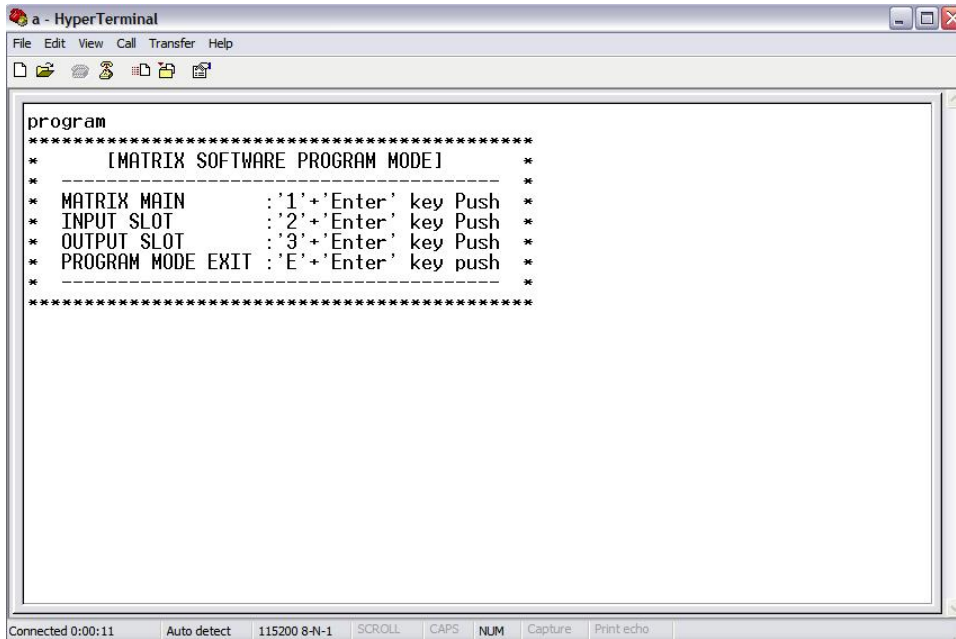 a - HyperTerminal
File Edit View Call Transfer Help
program
*********************************************
* [MATRIX SOFTWARE PROGRAM MODE] *
* --------------------------------------- *
* MATRIX MAIN :'1'+'Enter' key Push *
* INPUT SLOT :'2'+'Enter' key Push *
* OUTPUT SLOT :'3'+'Enter' key Push *
* PROGRAM MODE EXIT :'E'+'Enter' key push *
* --------------------------------------- *
*********************************************
Connected 0:00:11 Auto detect 115200 8-N-1 SCROLL CAPS NUM Capture Print echo